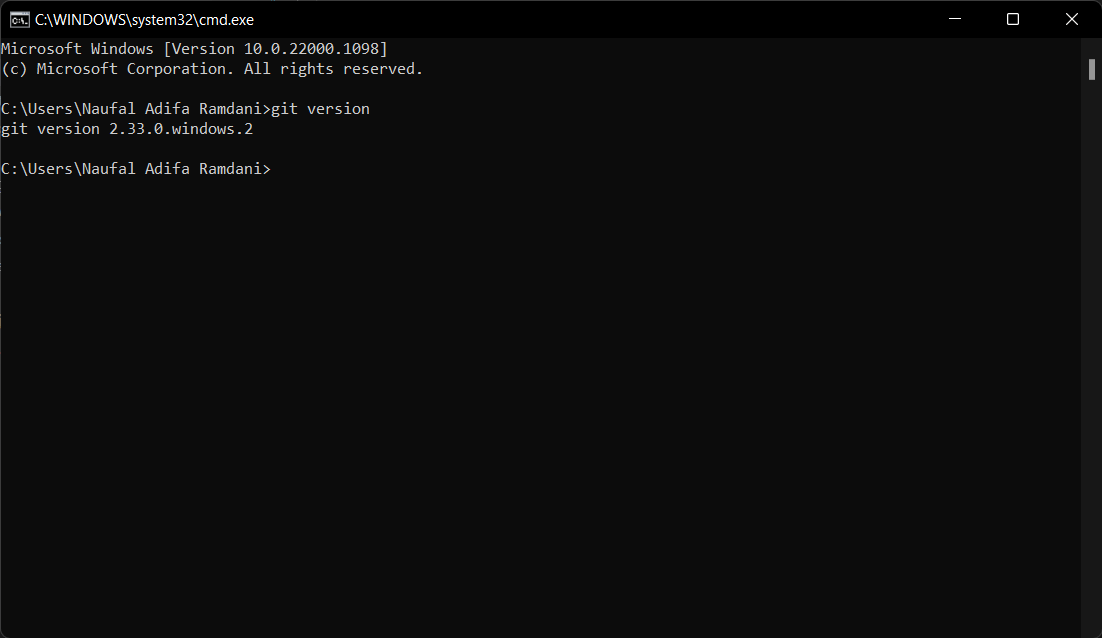 C:\WINDOWS\system32\cmd.exe
Microsoft Windows [Version 10.0.22000.1098]
(c) Microsoft Corporation. All rights reserved.
C:\Users\Naufal Adifa Ramdani>git version
git version 2.33.0.windows.2
C:\Users\Naufal Adifa Ramdani>